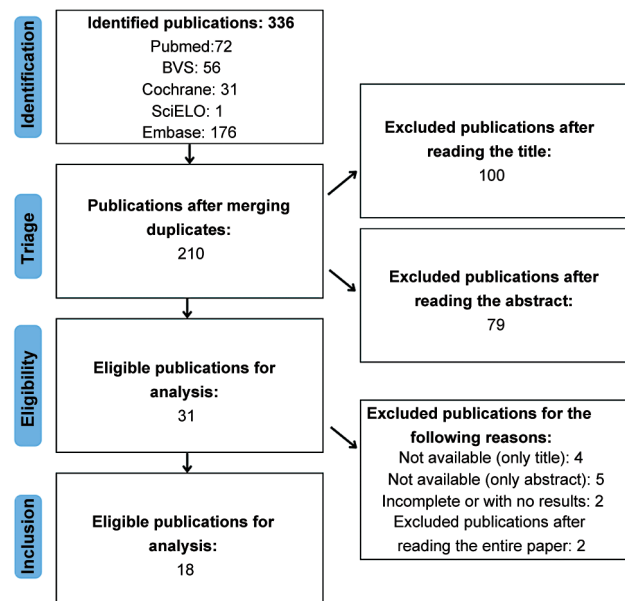 Identification
Identified publications: 336
Pubmed:72
BVS: 56
Cochrane: 31
SciELO: 1
Embase: 176
Triage
Publications after merging
duplicates:
210
Excluded publications after
reading the title:
100
Excluded publications after
reading the abstract:
79
Eligibility
Eligible publications for
analysis:
31
Excluded publications for the
following reasons:
Not available (only title): 4
Not available (only abstract): 5
Incomplete or with no results: 2
Excluded publications after
reading the entire paper: 2
Inclusion
Eligible publications for
analysis:
18